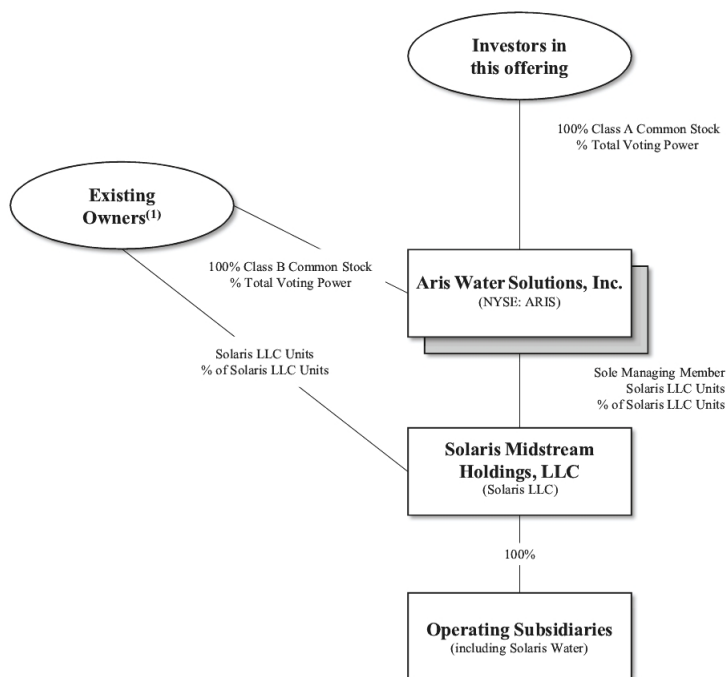 Investors in
this offering
100% Class A Common Stock
% Total Voting Power
Existing
Owners(1)
100% Class B Common Stock
% Total Voting Power
Aris Water Solutions, Inc.
(NYSE: ARIS)
Solaris LLC Units
% of Solaris LLC Units
Sole Managing Member
Solaris LLC Units
% of Solaris LLC Units
Solaris Midstream
Holdings, LLC
(Solaris LLC)
100%
Operating Subsidiaries
(including Solaris Water)